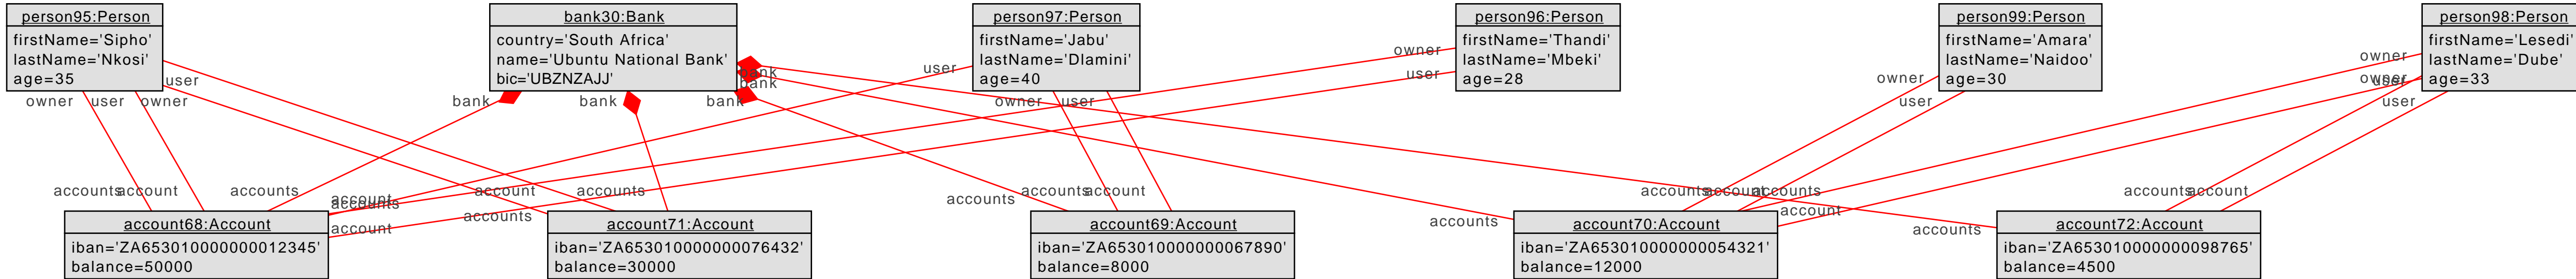 person95:Person
firstName='Sipho'
lastName='Nkosi'
age=35
bank30:Bank
country='South Africa'
name='Ubuntu National Bank'
bic='UBZNZAJJ'
person97:Person
firstName='Jabu'
lastName='Dlamini'
age=40
person96:Person
firstName='Thandi'
lastName='Mbeki'
age=28
person99:Person
firstName='Amara'
lastName='Naidoo'
age=30
person98:Person
firstName='Lesedi'
lastName='Dube'
age=33
user
owner user owner
bank
bank
bank
bank
bank
user
owner user
owner
user
owner
user
owner
owner
user
user
accounts
account
accounts
account
accounts
accounts
account
account
accounts
accounts
accounts
accounts
account
accounts
accounts
account
accounts
account
accounts
accounts
account
account68:Account
iban='ZA653010000000012345'
balance=50000
account71:Account
iban='ZA653010000000076432'
balance=30000
account69:Account
iban='ZA653010000000067890'
balance=8000
account70:Account
iban='ZA653010000000054321'
balance=12000
account72:Account
iban='ZA653010000000098765'
balance=4500